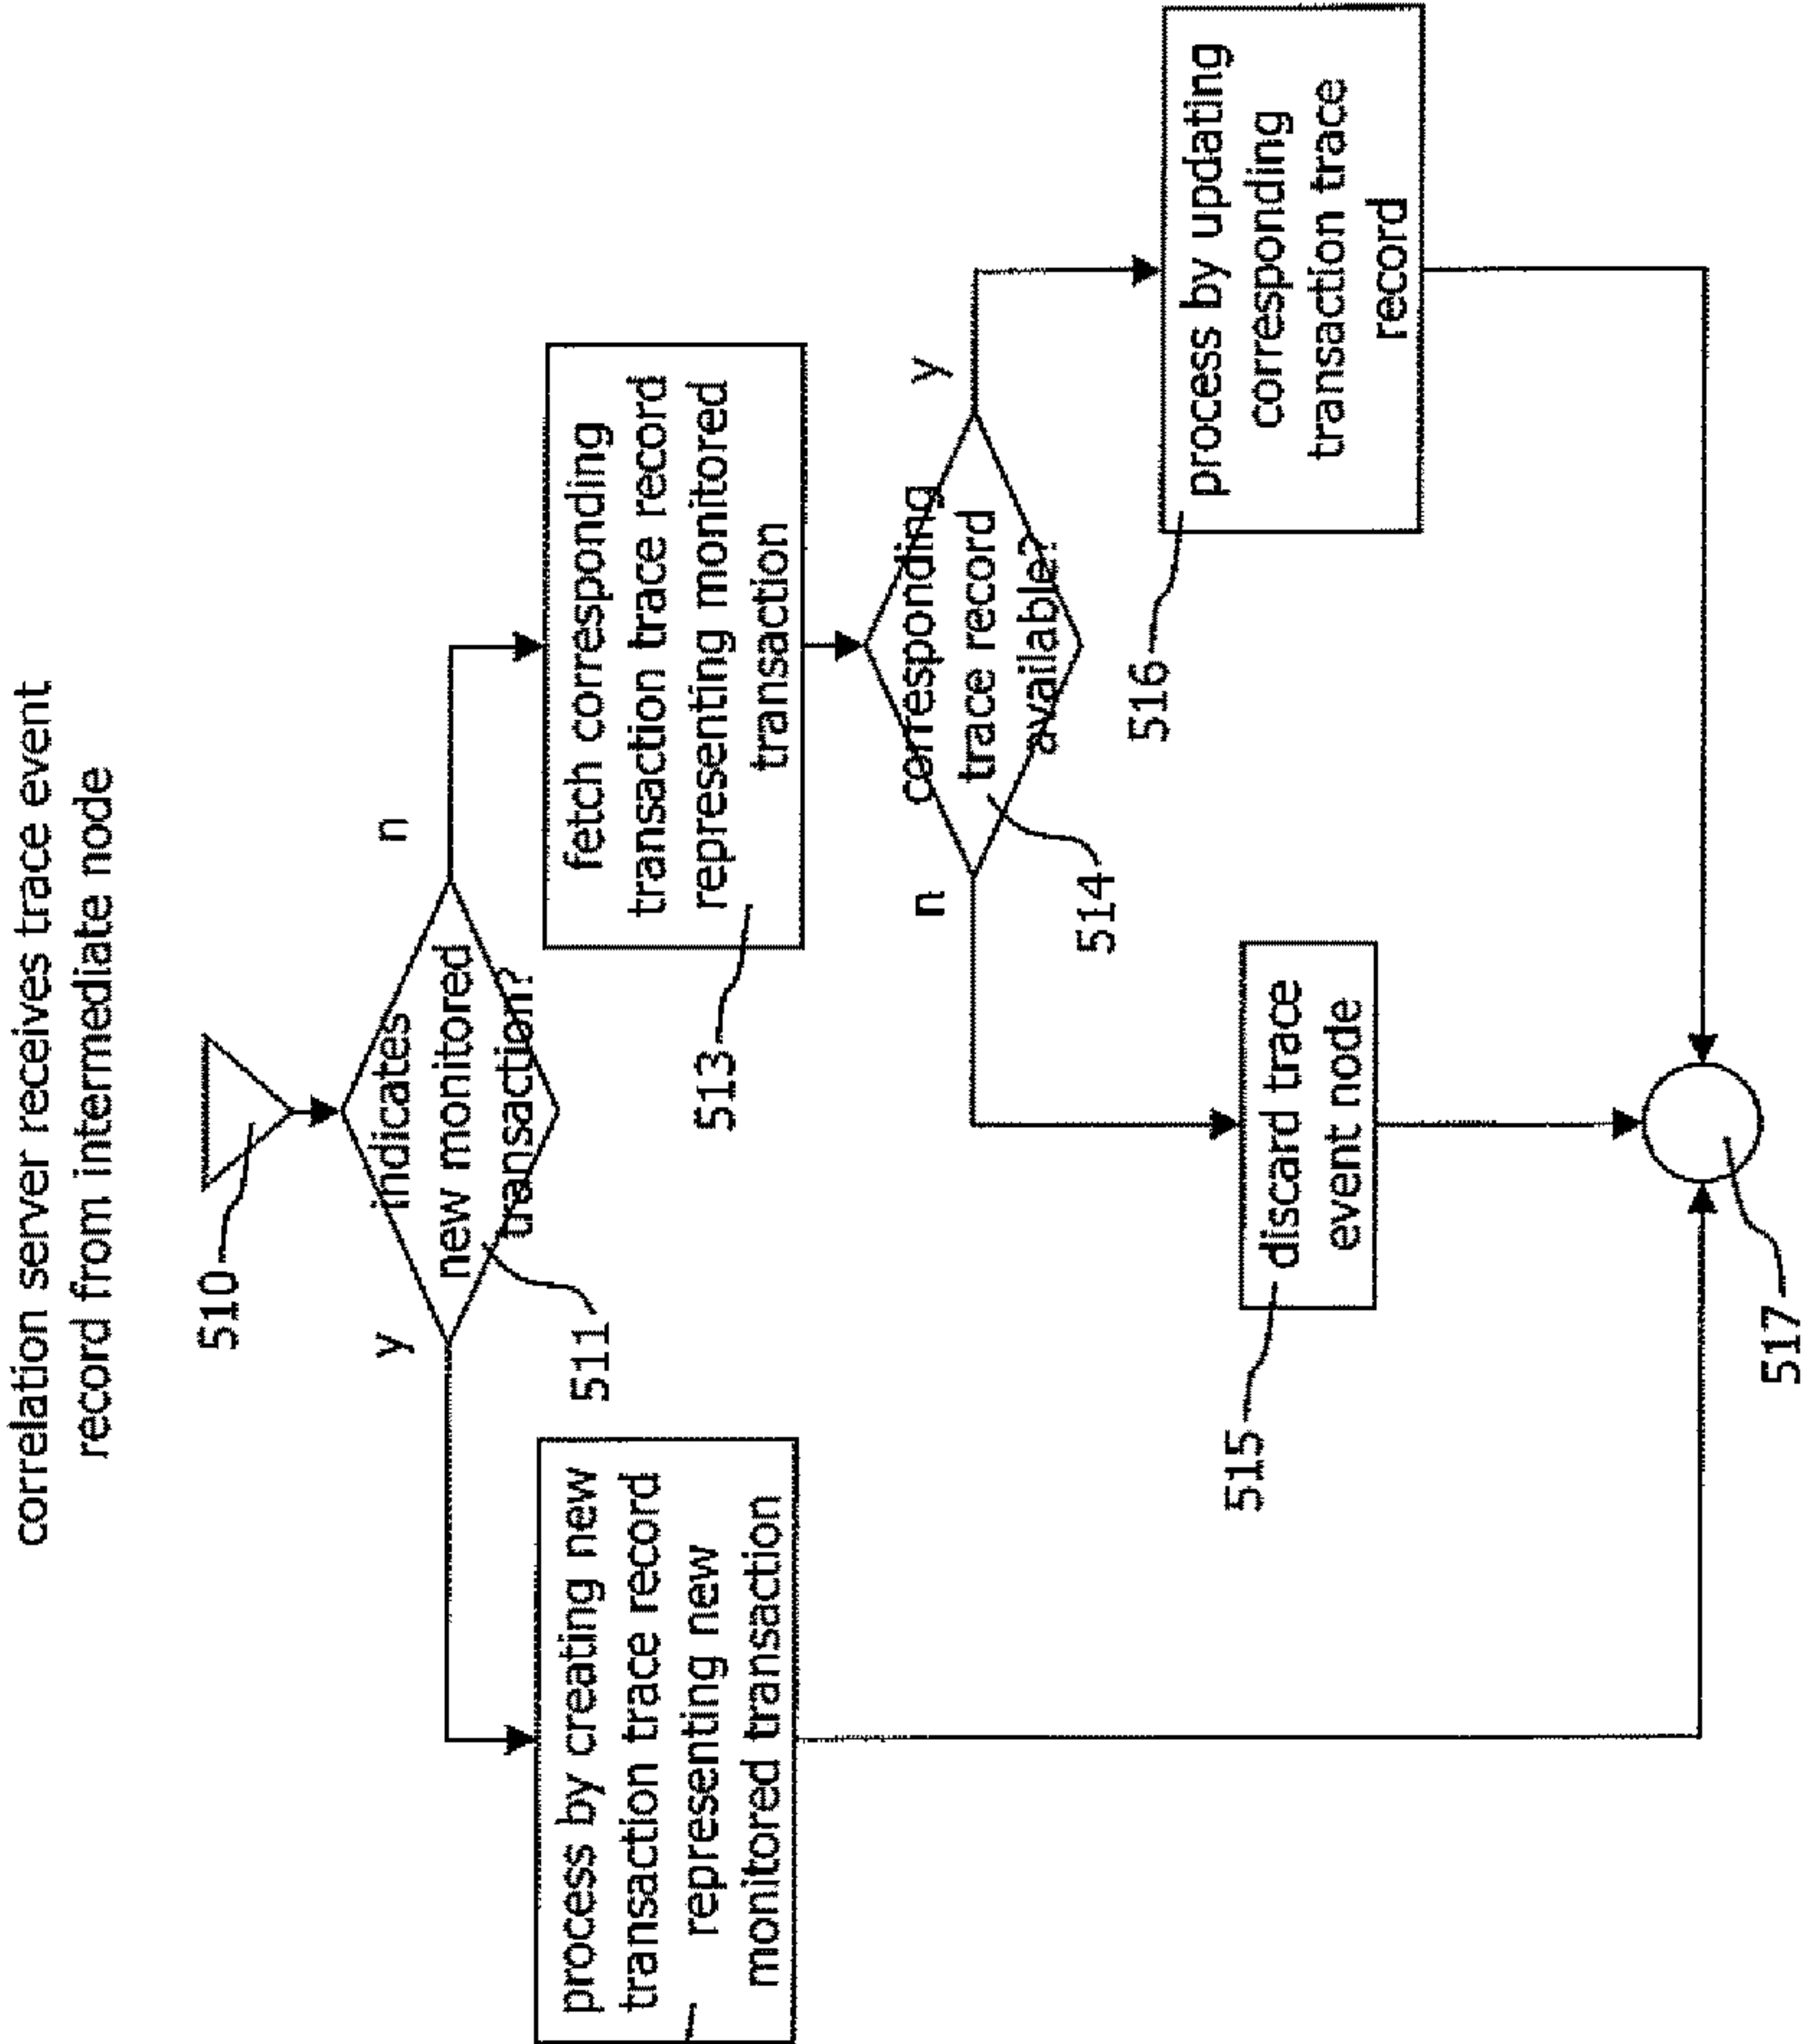 correlation server receives trace event
record from intermediate node
510
indicates
new monitored
transaction?
y
n
511
process by creating new
transaction trace record
representing new
monitored transaction
fetch corresponding
transaction trace record
representing monitored
transaction
513
corresponding
trace record
available?
n
y
514
discard trace
event node
515
process by updating
corresponding
transaction trace
record
516
517